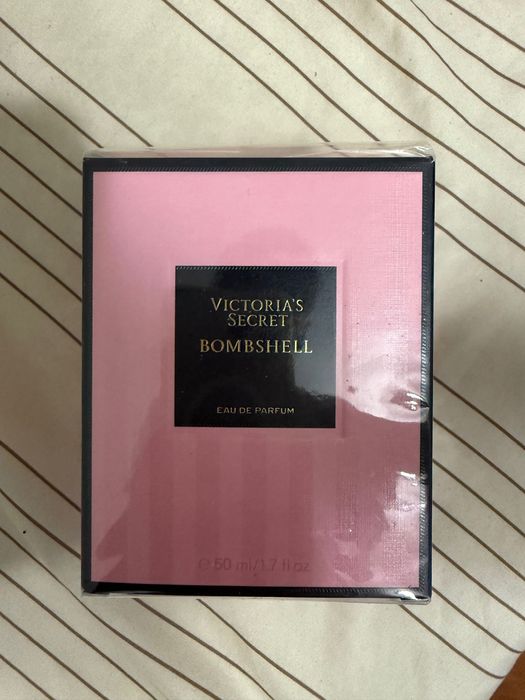 VICTORIA'S
SECRET
BOMBSHELL
EAU DE PARFUM
℮ 50 ml/1.7 fl oz